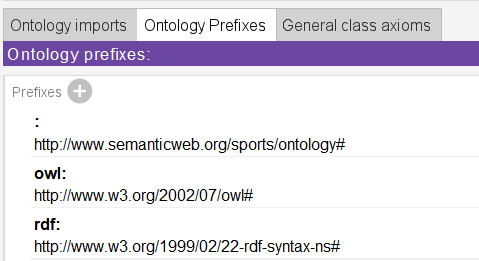 Ontology imports Ontology Prefixes General class axioms
Ontology prefixes:
Prefixes
:
http://www.semanticweb.org/sports/ontology#
owl:
http://www.w3.org/2002/07/owl#
rdf:
http://www.w3.org/1999/02/22-rdf-syntax-ns#